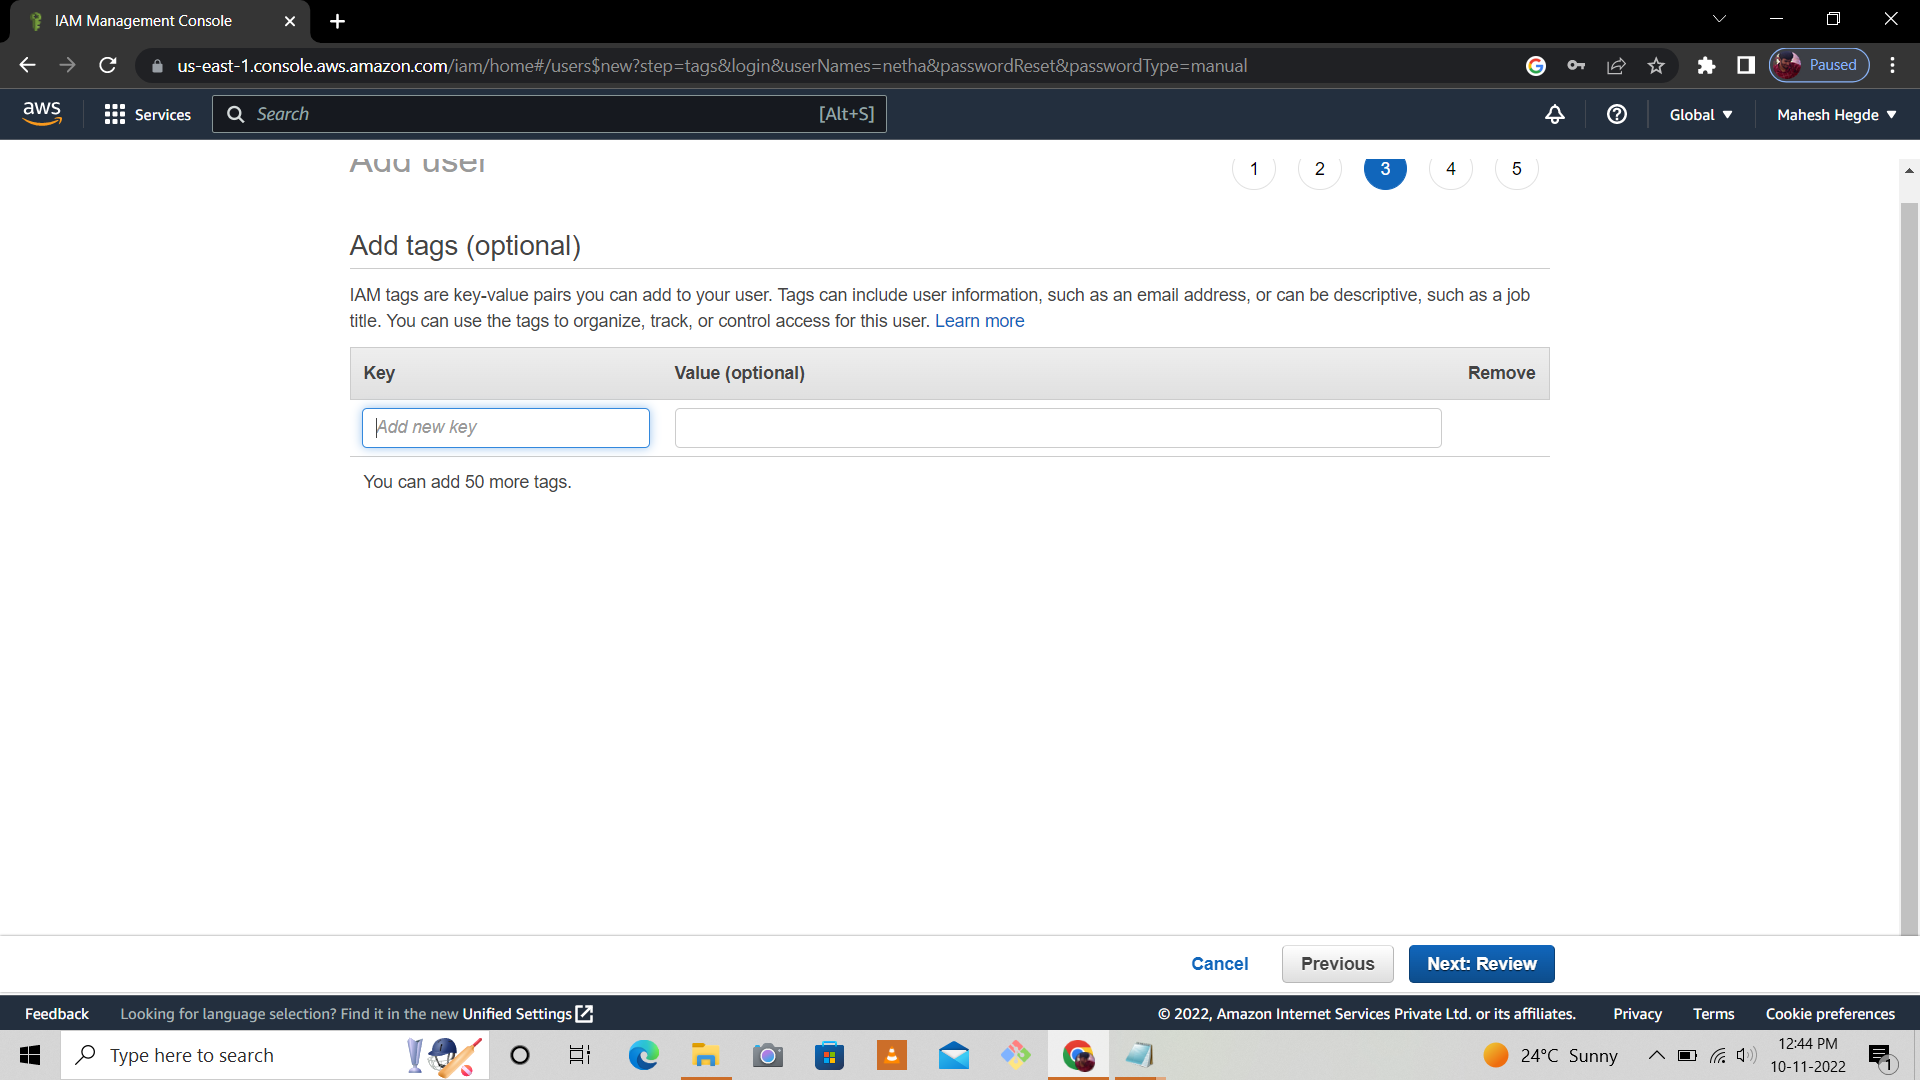 IAM Management Console
us-east-1.console.aws.amazon.com/iam/home#/users$new?step=tags&login&userNames=netha&passwordReset&passwordType=manual
Paused
aws
Services
Search
[Alt+S]
Global
Mahesh Hegde
Add user
1
2
3
4
5
Add tags (optional)
IAM tags are key-value pairs you can add to your user. Tags can include user information, such as an email address, or can be descriptive, such as a job
title. You can use the tags to organize, track, or control access for this user. Learn more
Key
Value (optional)
Remove
Add new key
You can add 50 more tags.
Cancel
Previous
Next: Review
Feedback
Looking for language selection? Find it in the new Unified Settings
© 2022, Amazon Internet Services Private Ltd. or its affiliates.
Privacy
Terms
Cookie preferences
Type here to search
24°C Sunny
12:44 PM
10-11-2022
1